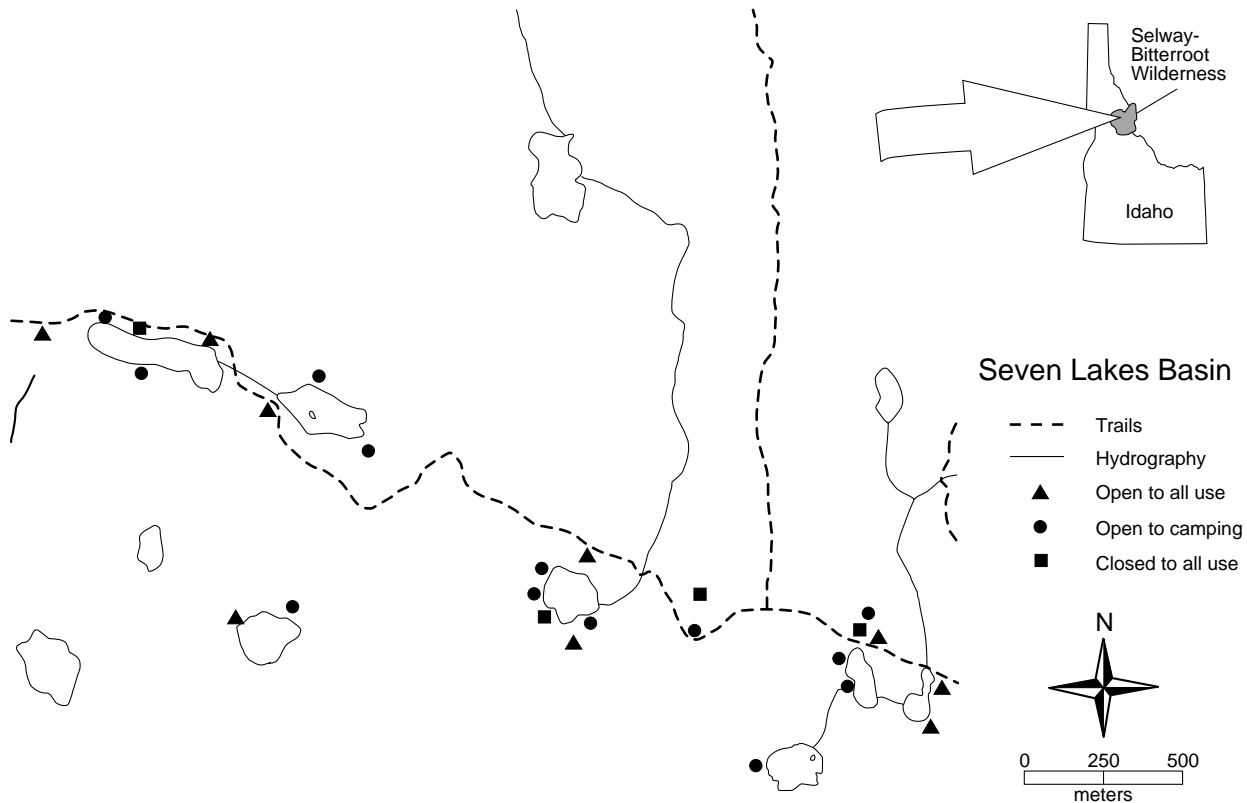 Selway-
Bitterroot
Wilderness
Idaho
Seven Lakes Basin
Trails
Hydrography
Open to all use
Open to camping
Closed to all use
N
0 250 500
meters